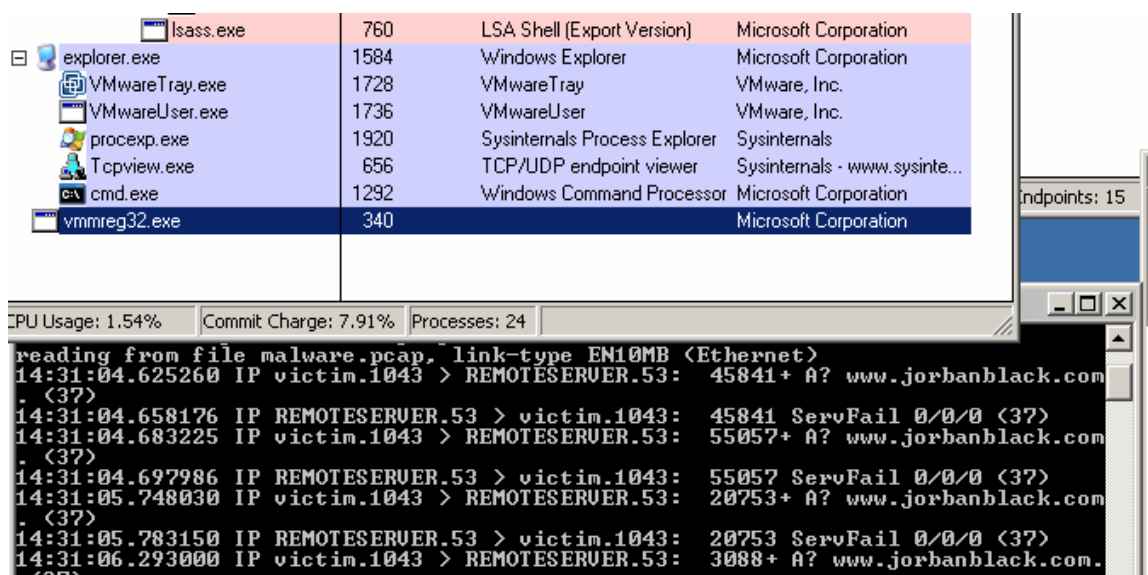 lsass.exe 760 LSA Shell (Export Version) Microsoft Corporation
explorer.exe 1584 Windows Explorer Microsoft Corporation
VMwareTray.exe 1728 VMwareTray VMware, Inc.
VMwareUser.exe 1736 VMwareUser VMware, Inc.
procexp.exe 1920 Sysinternals Process Explorer Sysinternals
Tcpview.exe 656 TCP/UDP endpoint viewer Sysinternals - www.sysinte...
cmd.exe 1292 Windows Command Processor Microsoft Corporation
vmmreg32.exe 340 Microsoft Corporation
Endpoints: 15
CPU Usage: 1.54% Commit Charge: 7.91% Processes: 24
reading from file malware.pcap, link-type EN10MB (Ethernet)
14:31:04.625260 IP victim.1043 > REMOTESERVER.53: 45841+ A? www.jorbanblack.com
. (37)
14:31:04.658176 IP REMOTESERVER.53 > victim.1043: 45841 ServFail 0/0/0 (37)
14:31:04.683225 IP victim.1043 > REMOTESERVER.53: 55057+ A? www.jorbanblack.com
. (37)
14:31:04.697986 IP REMOTESERVER.53 > victim.1043: 55057 ServFail 0/0/0 (37)
14:31:05.748030 IP victim.1043 > REMOTESERVER.53: 20753+ A? www.jorbanblack.com
. (37)
14:31:05.783150 IP REMOTESERVER.53 > victim.1043: 20753 ServFail 0/0/0 (37)
14:31:06.293000 IP victim.1043 > REMOTESERVER.53: 3088+ A? www.jorbanblack.com.